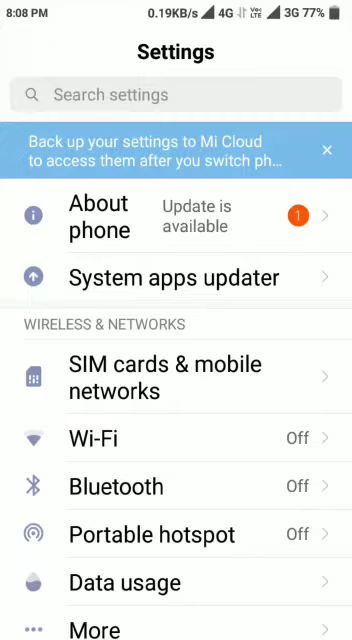 8:08 PM 0.19KB/s 4G VoLTE 3G 77%
Settings
Search settings
Back up your settings to Mi Cloud
to access them after you switch ph...
About phone Update is available 1
System apps updater
WIRELESS & NETWORKS
SIM cards & mobile
networks
Wi-Fi Off
Bluetooth Off
Portable hotspot Off
Data usage
More